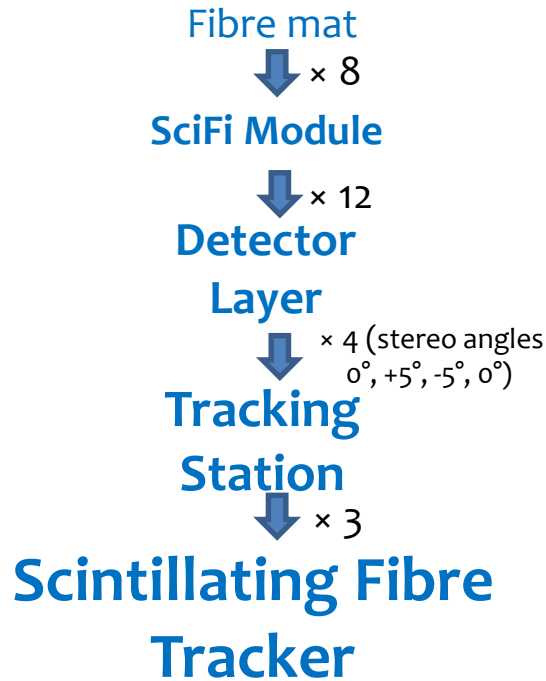 Fibre mat
× 8
SciFi Module
× 12
Detector
Layer
× 4 (stereo angles
0°, +5°, -5°, 0°)
Tracking
Station
× 3
Scintillating Fibre
Tracker